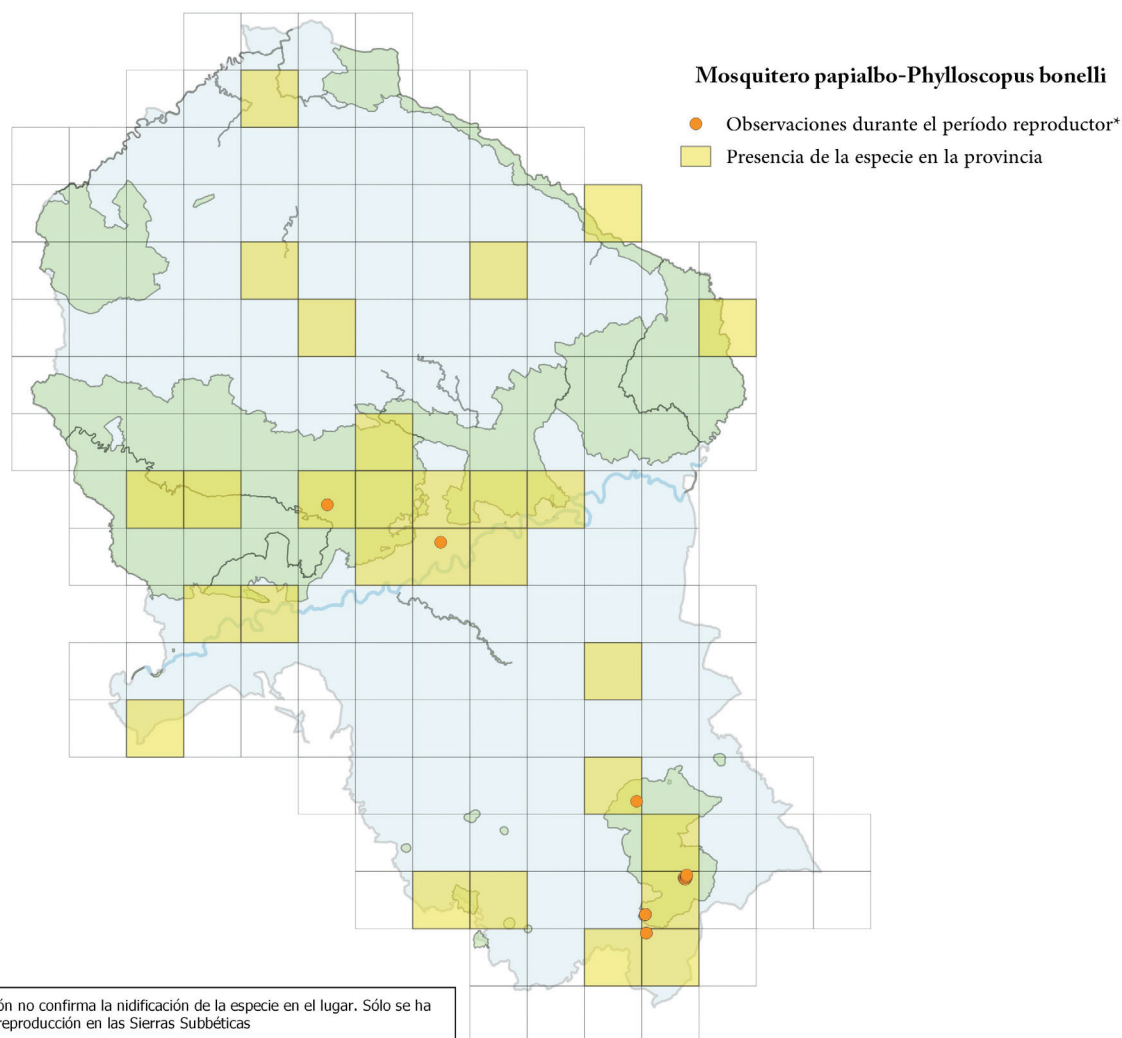 Mosquitero papialbo-Phylloscopus bonelli
Observaciones durante el período reproductor*
Presencia de la especie en la provincia
ón no confirma la nidificación de la especie en el lugar. Sólo se ha
reproducción en las Sierras Subbéticas